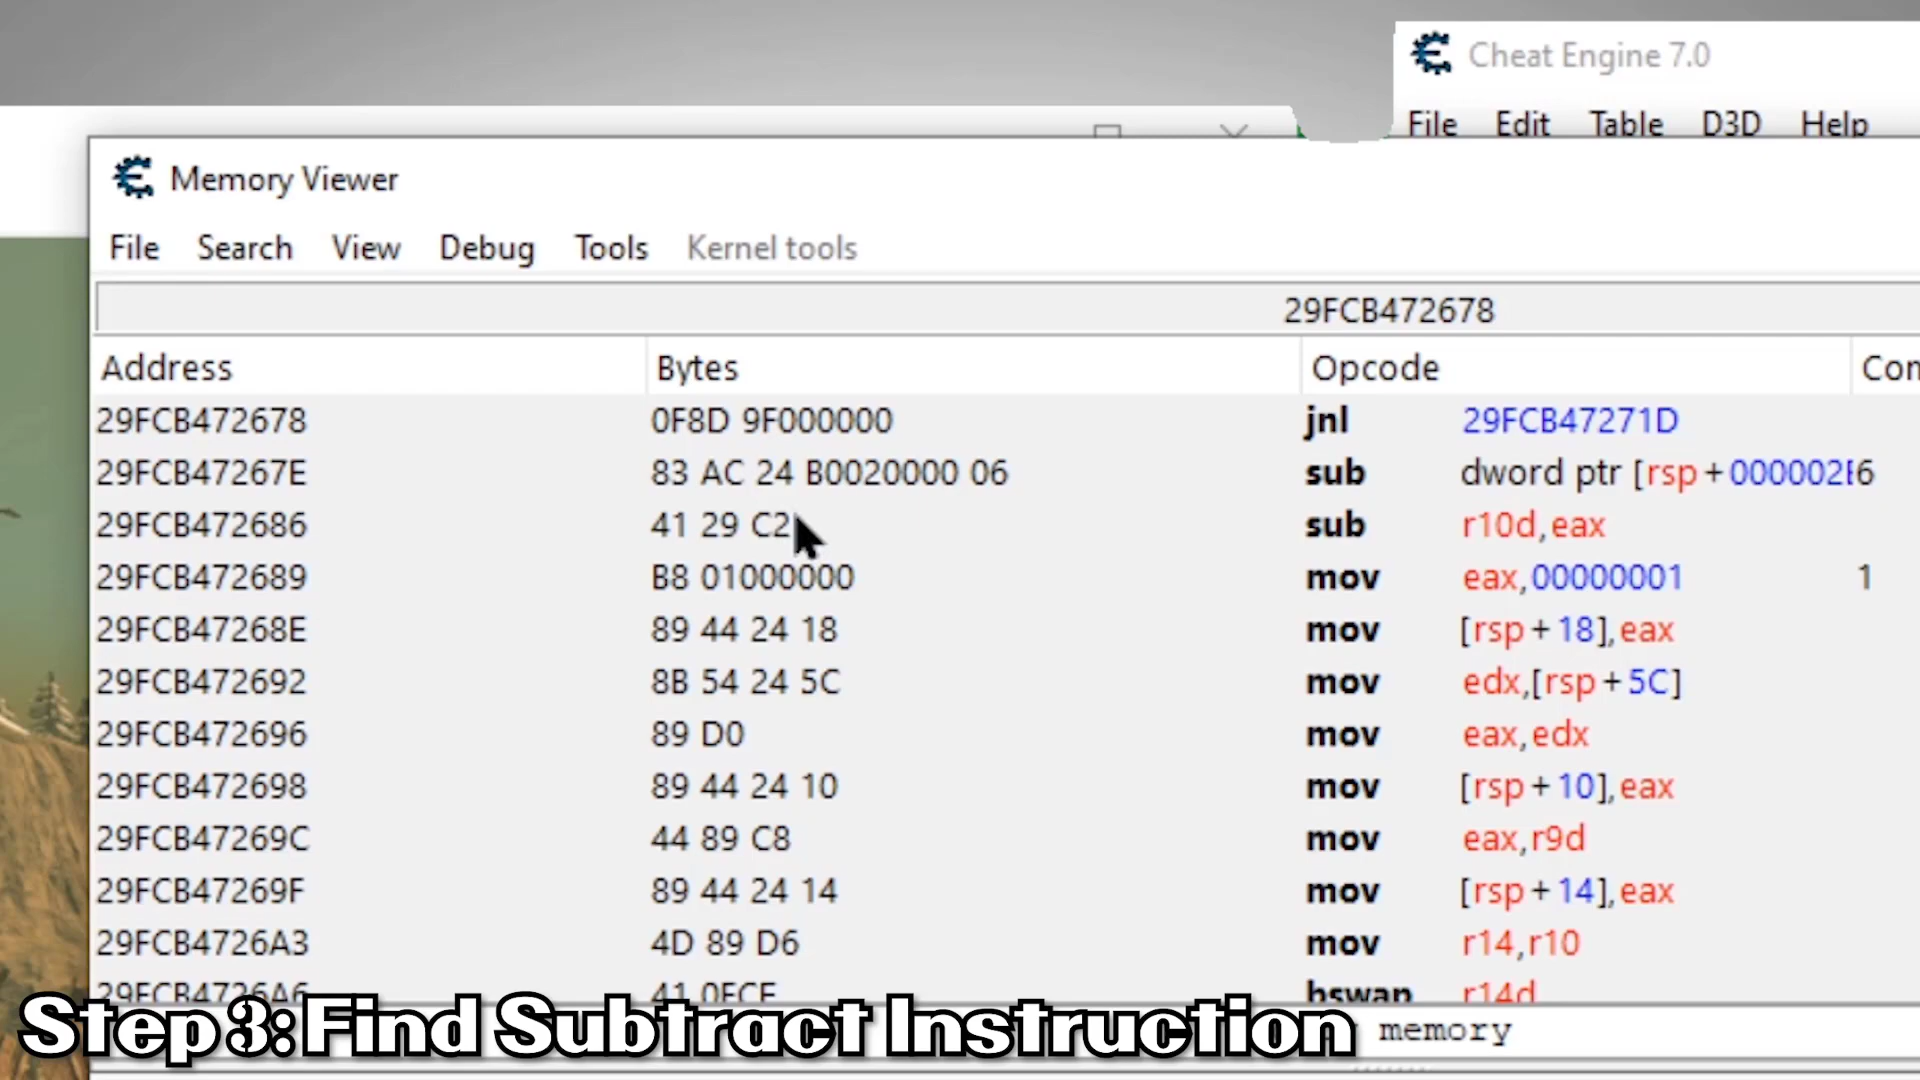 Cheat Engine 7.0
File Edit Table D3D Help
Memory Viewer
File Search View Debug Tools Kernel tools
29FCB472678
Address Bytes Opcode
29FCB472678 0F8D 9F000000 jnl 29FCB47271D
29FCB47267E 83 AC 24 B0020000 06 sub dword ptr [rsp+000002 6
29FCB472686 41 29 C2 sub r10d,eax
29FCB472689 B8 01000000 mov eax,00000001 1
29FCB47268E 89 44 24 18 mov [rsp+18],eax
29FCB472692 8B 54 24 5C mov edx,[rsp+5C]
29FCB472696 89 D0 mov eax,edx
29FCB472698 89 44 24 10 mov [rsp+10],eax
29FCB47269C 44 89 C8 mov eax,r9d
29FCB47269F 89 44 24 14 mov [rsp+14],eax
29FCB4726A3 4D 89 D6 mov r14,r10
29FCB4726A6 41 0FCE bswap r14d
Step 3: Find Subtract Instruction
memory